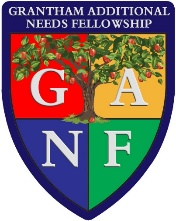 GRANTHAM ADDITIONAL
NEEDS FELLOWSHIP
G A
N F